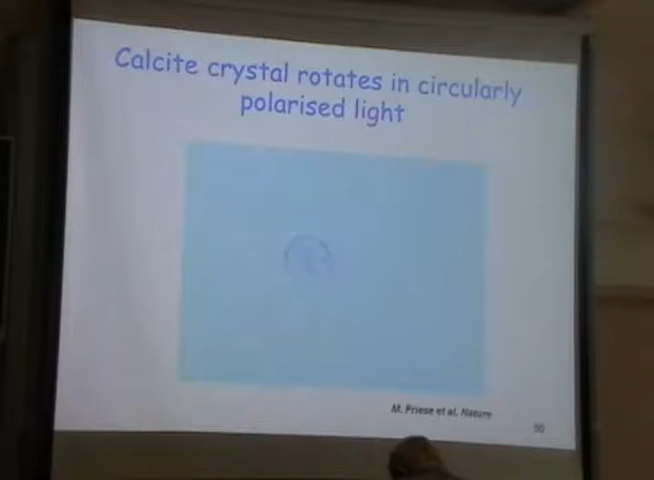 Calcite crystal rotates in circularly
polarised light
M. Friese et al, Nature